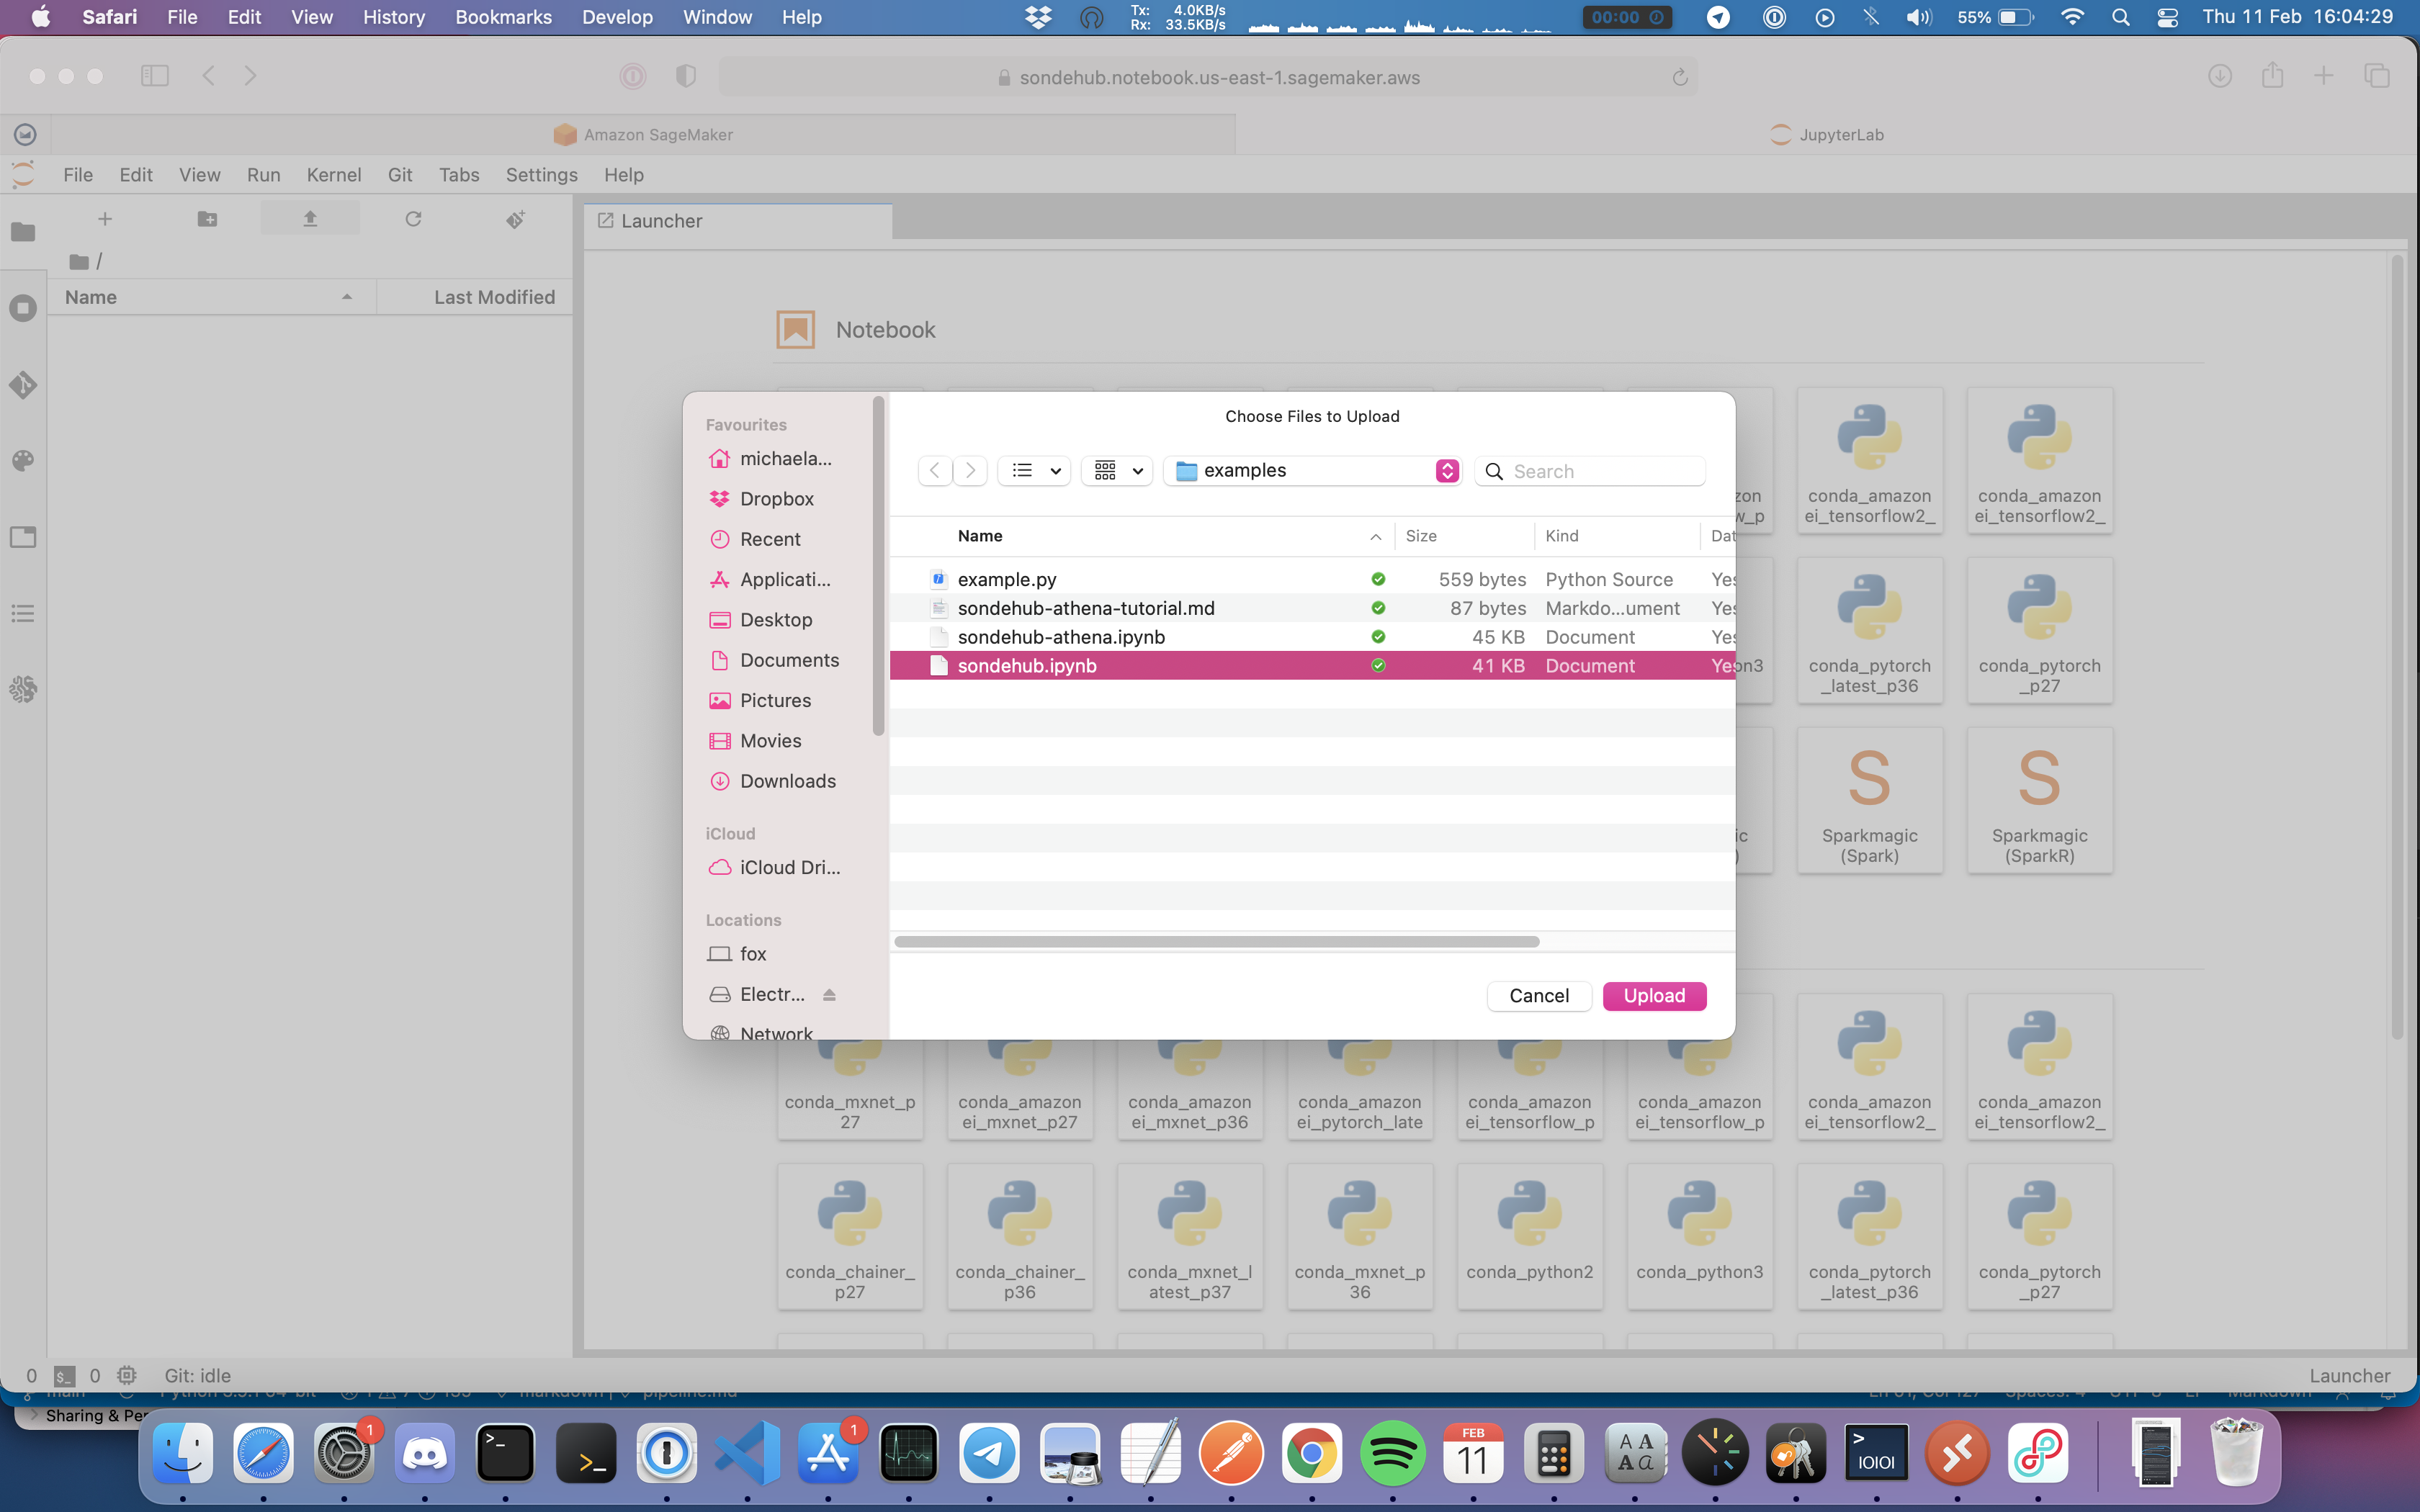 Safari File Edit View History Bookmarks Develop Window Help
Tx: 4.0KB/s
Rx: 33.5KB/s
00:00
55%
Thu 11 Feb 16:04:29
sondehub.notebook.us-east-1.sagemaker.aws
Amazon SageMaker
JupyterLab
File Edit View Run Kernel Git Tabs Settings Help
Launcher
/
Name Last Modified
Notebook
Choose Files to Upload
Favourites
michaela...
Dropbox
Recent
Applicati...
Desktop
Documents
Pictures
Movies
Downloads
iCloud
iCloud Dri...
Locations
fox
Electr...
Network
examples
Search
Name Size Kind Dat
example.py 559 bytes Python Source Yes
sondehub-athena-tutorial.md 87 bytes Markdo...ument Yes
sondehub-athena.ipynb 45 KB Document Yes
sondehub.ipynb 41 KB Document Yes
Cancel Upload
zon
w_p
conda_amazon
ei_tensorflow2_
conda_amazon
ei_tensorflow2_
on3
conda_pytorch
_latest_p36
conda_pytorch
_p27
ic
)
Sparkmagic
(Spark)
Sparkmagic
(SparkR)
conda_mxnet_p
27
conda_amazon
ei_mxnet_p27
conda_amazon
ei_mxnet_p36
conda_amazon
ei_pytorch_late
conda_amazon
ei_tensorflow_p
conda_amazon
ei_tensorflow_p
conda_amazon
ei_tensorflow2_
conda_amazon
ei_tensorflow2_
conda_chainer_
p27
conda_chainer_
p36
conda_mxnet_l
atest_p37
conda_mxnet_p
36
conda_python2
conda_python3
conda_pytorch
_latest_p36
conda_pytorch
_p27
0 $_ 0 Git: idle
Launcher
Sharing & Per
1
1
FEB
11
IOIOI